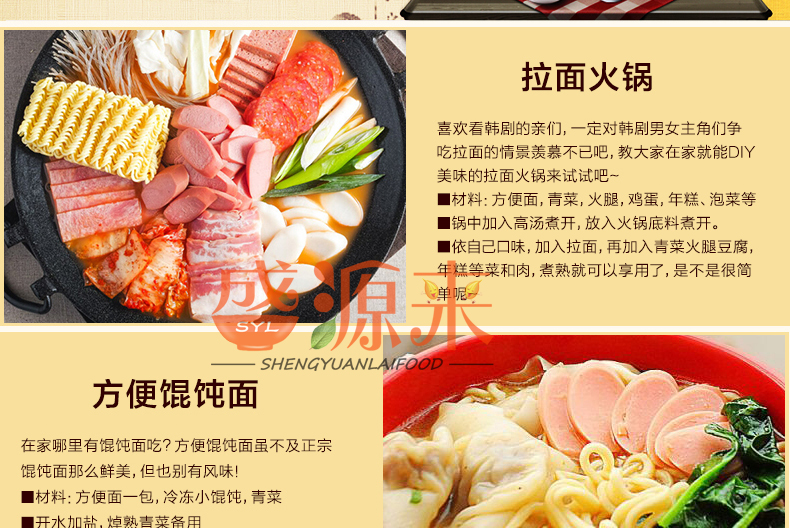 拉面火锅
喜欢看韩剧的亲们，一定对韩剧男女主角们争
吃拉面的情景羡慕不已吧，教大家在家就能DIY
美味的拉面火锅来试试吧~
■材料：方便面，青菜，火腿，鸡蛋，年糕、泡菜等
■锅中加入高汤煮开，放入火锅底料煮开。
■依自己口味，加入拉面，再加入青菜火腿豆腐，
年糕等菜和肉，煮熟就可以享用了，是不是很简
单呢~
盛源来
SYL
SHENGYUANLAIFOOD
方便馄饨面
在家哪里有馄饨面吃？方便馄饨面虽不及正宗
馄饨面那么鲜美，但也别有风味！
■材料：方便面一包，冷冻小馄饨，青菜
■开水加盐，焯熟青菜备用